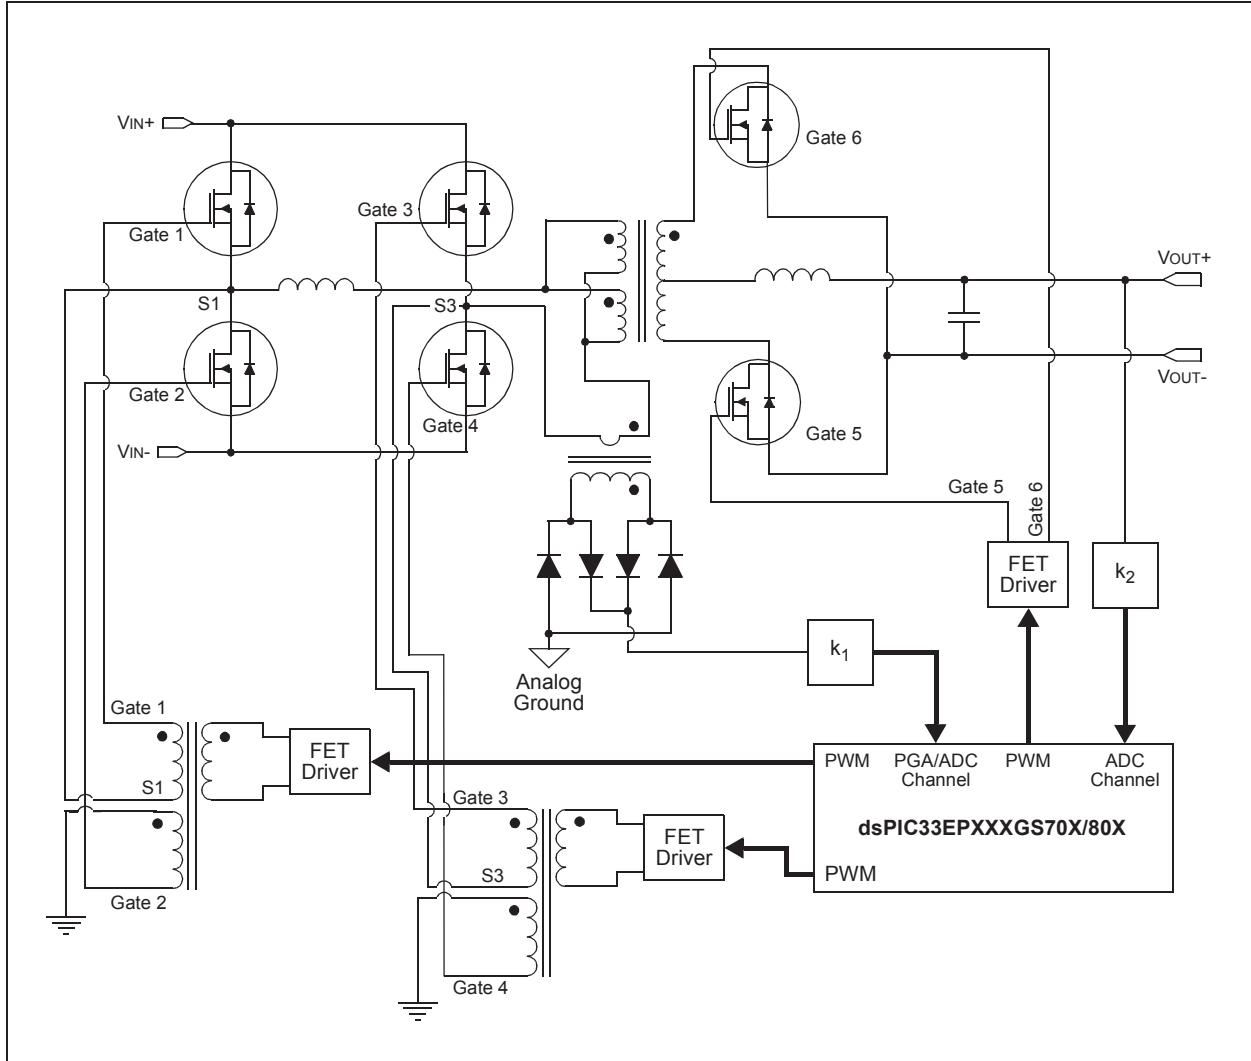 VIN+
Gate 6
Gate 3
Gate 1
VOUT+
S1
S3
Gate 2
Gate 4
VOUT-
Gate 5
VIN-
Gate 5
Gate 6
FET
Driver
k2
k1
Analog
Ground
Gate 1
FET
Driver
S1
PWM
PGA/ADC
Channel
PWM
ADC
Channel
Gate 3
dsPIC33EPXXXGS70X/80X
FET
Driver
S3
PWM
Gate 2
Gate 4